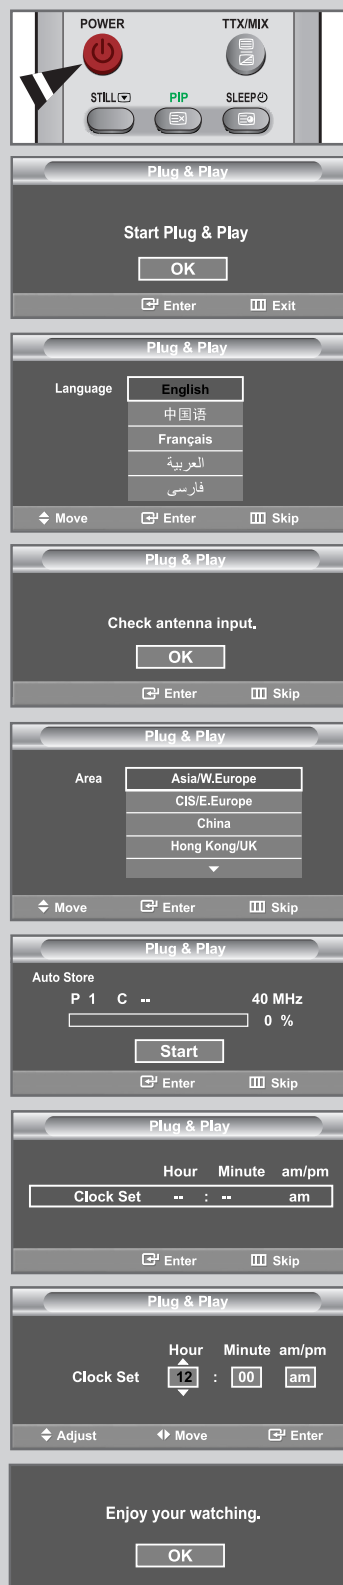 POWER TTX/MIX
STILL PIP SLEEP
Plug & Play
Start Plug & Play
OK
Enter Exit
Plug & Play
Language English
中国语
Français
العربية
فارسی
Move Enter Skip
Plug & Play
Check antenna input.
OK
Enter Skip
Plug & Play
Area Asia/W.Europe
CIS/E.Europe
China
Hong Kong/UK
Move Enter Skip
Plug & Play
Auto Store
P 1 C -- 40 MHz
0 %
Start
Enter Skip
Plug & Play
Hour Minute am/pm
Clock Set -- : -- am
Enter Skip
Plug & Play
Hour Minute am/pm
Clock Set 12 : 00 am
Adjust Move Enter
Enjoy your watching.
OK